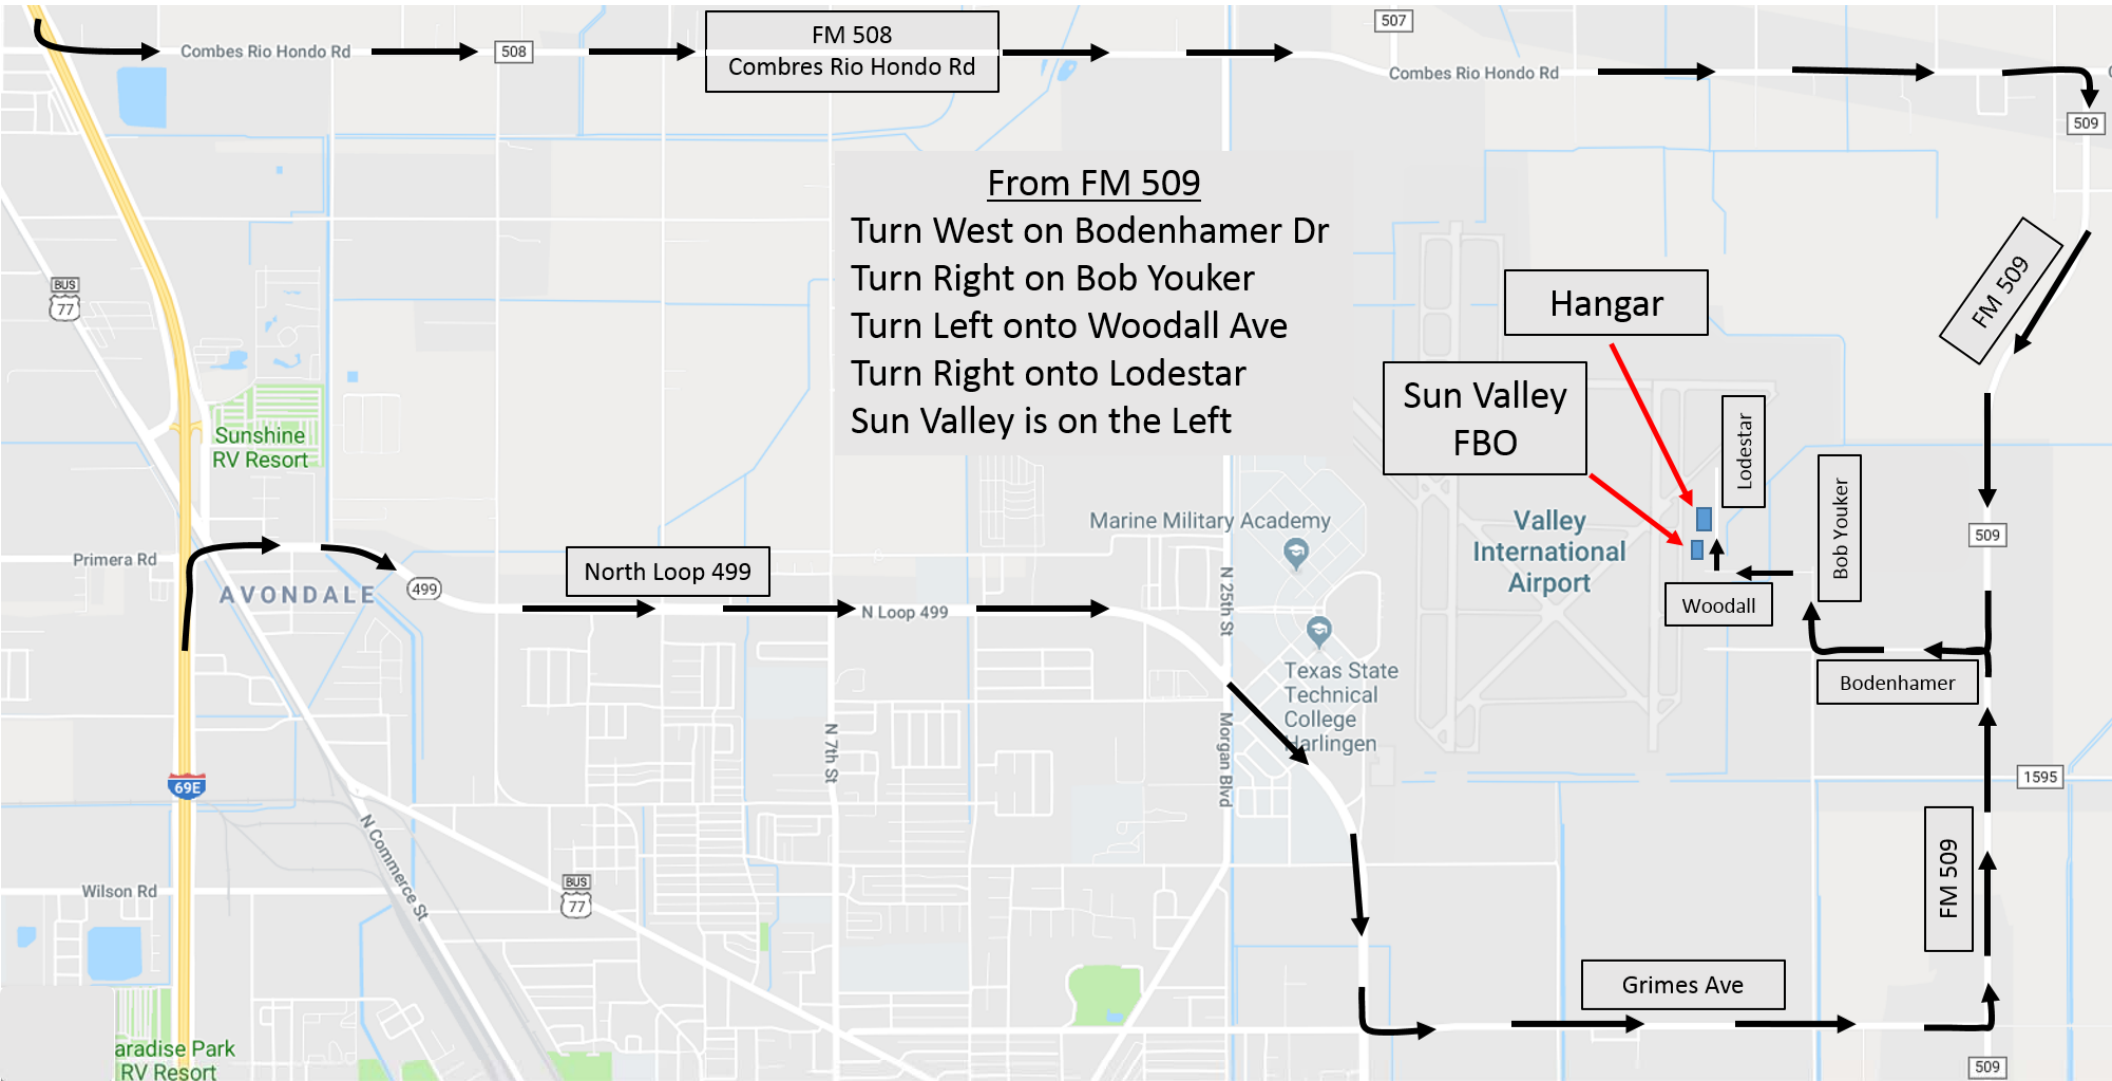 507
FM 508
Combres Rio Hondo Rd
Combes Rio Hondo Rd
508
Combes Rio Hondo Rd
509
From FM 509
Turn West on Bodenhamer Dr
Turn Right on Bob Youker
Turn Left onto Woodall Ave
Turn Right onto Lodestar
Sun Valley is on the Left
BUS
77
FM 509
Hangar
Sun Valley
FBO
Lodestar
Bob Youker
Sunshine
RV Resort
Marine Military Academy
Valley
International
Airport
509
Primera Rd
North Loop 499
AVONDALE
499
N Loop 499
N 25th St
Woodall
Texas State
Technical
College
Harlingen
Bodenhamer
Morgan Blvd
N 7th St
69E
1595
N Commerce St
FM 509
Wilson Rd
BUS
77
Grimes Ave
aradise Park
RV Resort
509